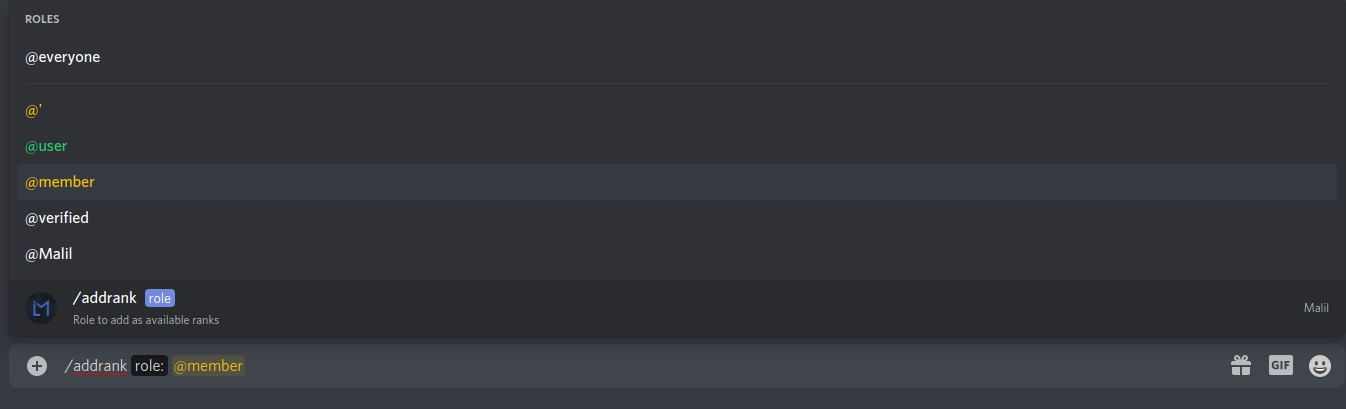 ROLES
@everyone
@'
@user
@member
@verified
@Malil
/addrank role
Role to add as available ranks
Malil
/addrank role: @member
GIF